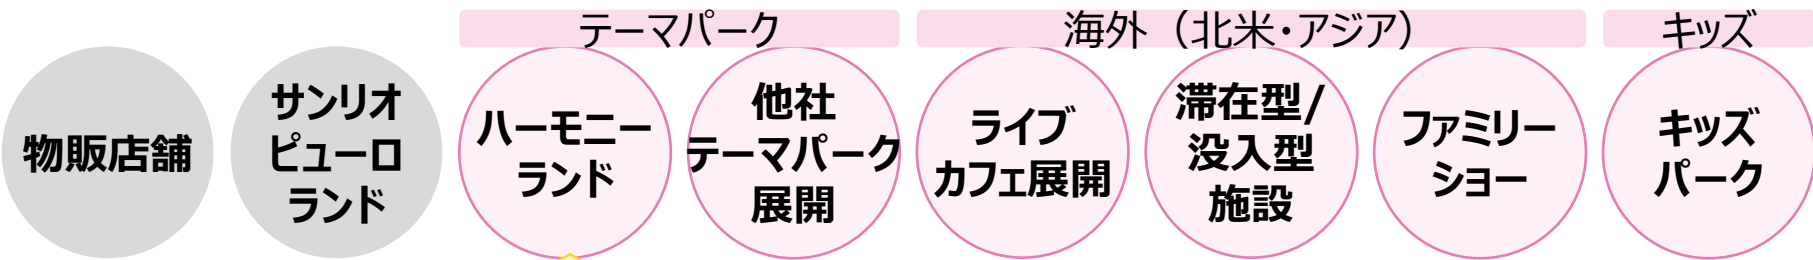 テーマパーク
海外（北米・アジア）
キッズ
物販店舗
サンリオ
ピューロ
ランド
ハーモニー
ランド
他社
テーマパーク
展開
ライブ
カフェ展開
滞在型/
没入型
施設
ファミリー
ショー
キッズ
パーク